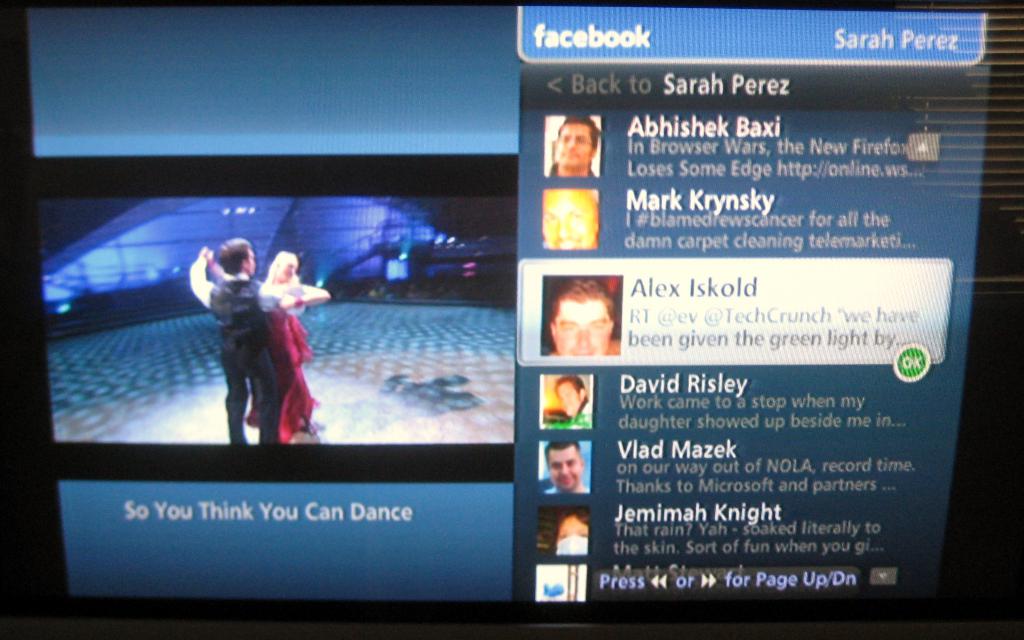 facebook Sarah Perez
< Back to Sarah Perez
Abhishek Baxi
In Browser Wars, the New Firefox
Loses Some Edge http://online.ws...
Mark Krynsky
I #blamedrewscancer for all the
damn carpet cleaning telemarketi...
Alex Iskold
RT @ev @TechCrunch "we have
been given the green light by...
OK
David Risley
Work came to a stop when my
daughter showed up beside me in...
Vlad Mazek
on our way out of NOLA, record time.
Thanks to Microsoft and partners ...
Jemimah Knight
That rain? Yah - soaked literally to
the skin. Sort of fun when you gi...
Press or for Page Up/Dn
So You Think You Can Dance